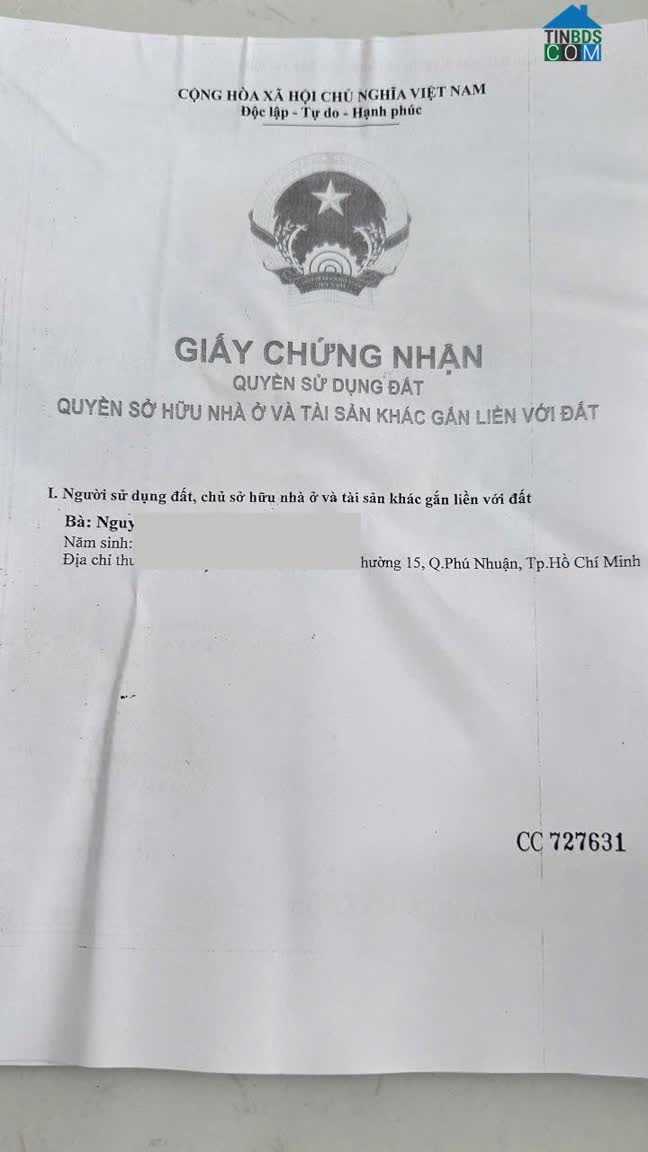 TINBDS
COM
CỘNG HÒA XÃ HỘI CHỦ NGHĨA VIỆT NAM
Độc lập - Tự do - Hạnh phúc
GIẤY CHỨNG NHẬN
QUYỀN SỬ DỤNG ĐẤT
QUYỀN SỞ HỮU NHÀ Ở VÀ TÀI SẢN KHÁC GẮN LIỀN VỚI ĐẤT
I. Người sử dụng đất, chủ sở hữu nhà ở và tài sản khác gắn liền với đất
Bà: Nguy
Năm sinh:
Địa chỉ thu hường 15, Q.Phú Nhuận, Tp.Hồ Chí Minh
CC 727631